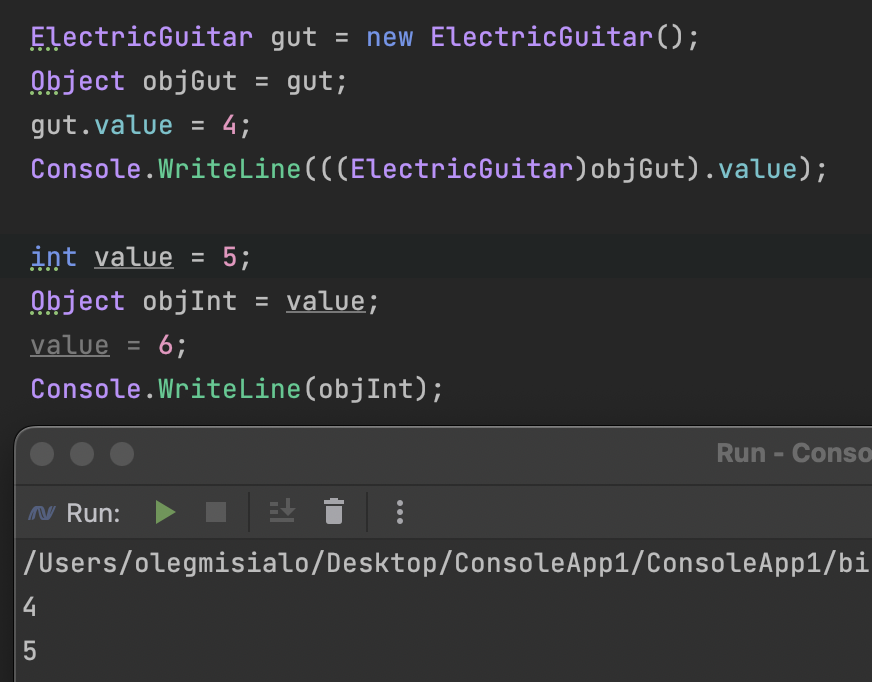 ElectricGuitar gut = new ElectricGuitar();
Object objGut = gut;
gut.value = 4;
Console.WriteLine(((ElectricGuitar)objGut).value);
int value = 5;
Object objInt = value;
value = 6;
Console.WriteLine(objInt);
Run - Conso
Run:
/Users/olegmisialo/Desktop/ConsoleApp1/ConsoleApp1/bi
4
5